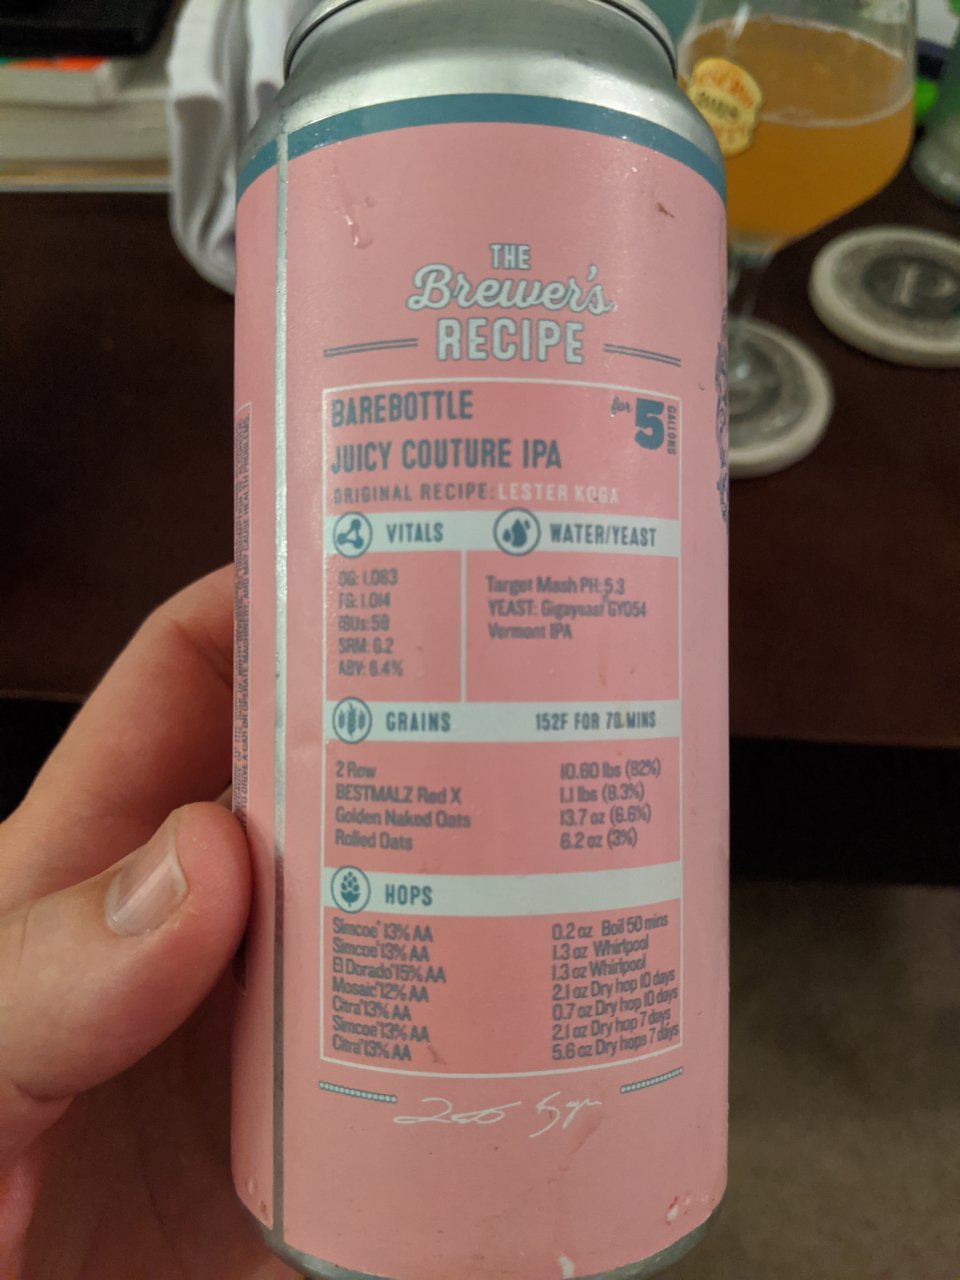 THE
Brewer's
RECIPE
BAREBOTTLE
for 5 GALLONS
JUICY COUTURE IPA
ORIGINAL RECIPE: LESTER KOGA
VITALS
WATER/YEAST
OG: 1.063
FG: 1.014
IBUs: 59
SRM: 6.2
ABV: 6.4%
Target Mash PH: 5.3
YEAST: Gigayeast GY054
Vermont IPA
GRAINS 152F FOR 70 MINS
2 Row 10.60 lbs (82%)
BESTMALZ Red X 1.1 lbs (8.3%)
Golden Naked Oats 13.7 oz (6.6%)
Rolled Oats 6.2 oz (3%)
HOPS
Simcoe® 13% AA 0.2 oz Boil 50 mins
Simcoe® 13% AA 1.3 oz Whirlpool
El Dorado® 15% AA 1.3 oz Whirlpool
Mosaic® 12% AA 2.1 oz Dry hop 10 days
Citra® 13% AA 0.7 oz Dry hop 10 days
Simcoe® 13% AA 2.1 oz Dry hop 7 days
Citra® 13% AA 5.6 oz Dry hops 7 days